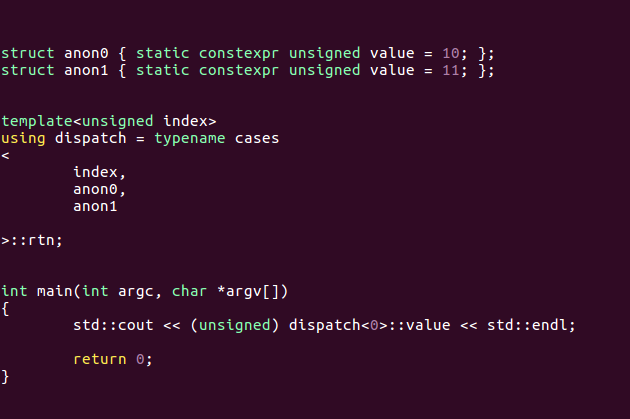 struct anon0 { static constexpr unsigned value = 10; };
struct anon1 { static constexpr unsigned value = 11; };
template<unsigned index>
using dispatch = typename cases
<
index,
anon0,
anon1
>::rtn;
int main(int argc, char *argv[])
{
std::cout << (unsigned) dispatch<0>::value << std::endl;
return 0;
}